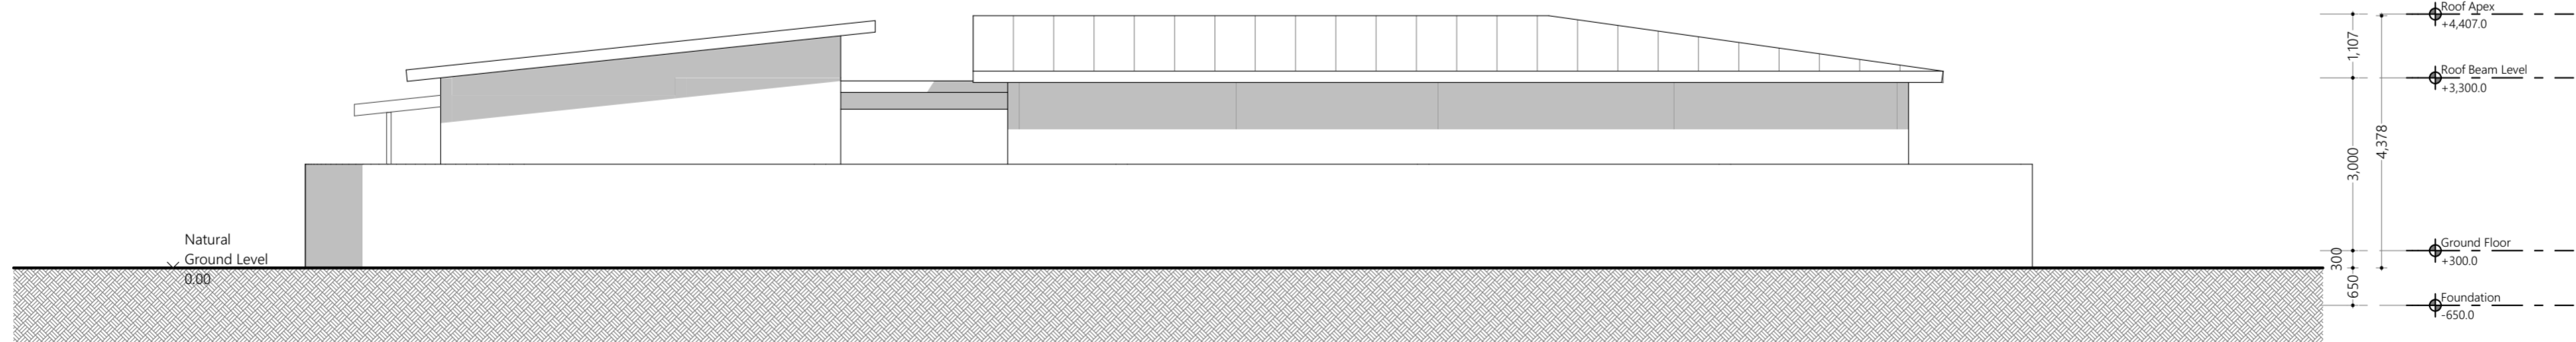 Roof Apex
+4,407.0
1,107
Roof Beam Level
+3,300.0
4,378
3,000
Natural
Ground Level
0.00
Ground Floor
+300.0
300
650
Foundation
-650.0